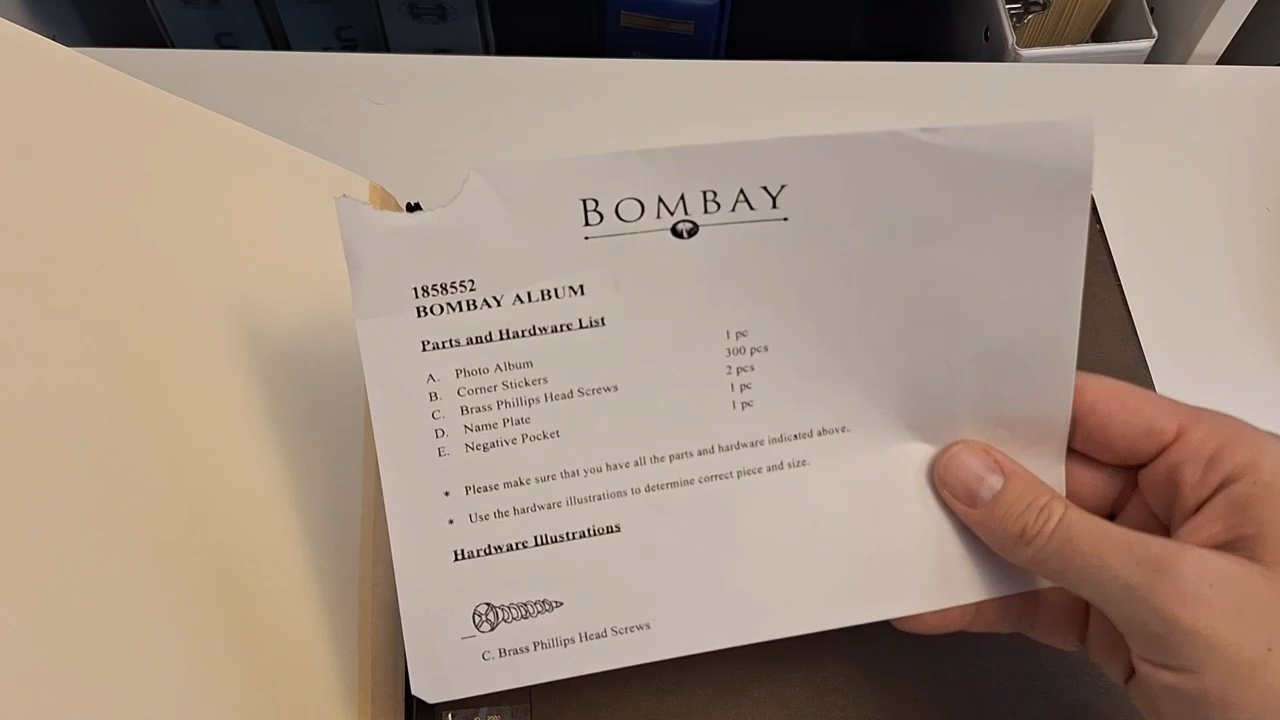 BOMBAY
1858552
BOMBAY ALBUM
Parts and Hardware List
A. Photo Album 1 pc
B. Corner Stickers 300 pcs
C. Brass Phillips Head Screws 2 pcs
D. Name Plate 1 pc
E. Negative Pocket 1 pc
* Please make sure that you have all the parts and hardware indicated above.
* Use the hardware illustrations to determine correct piece and size.
Hardware Illustrations
C. Brass Phillips Head Screws